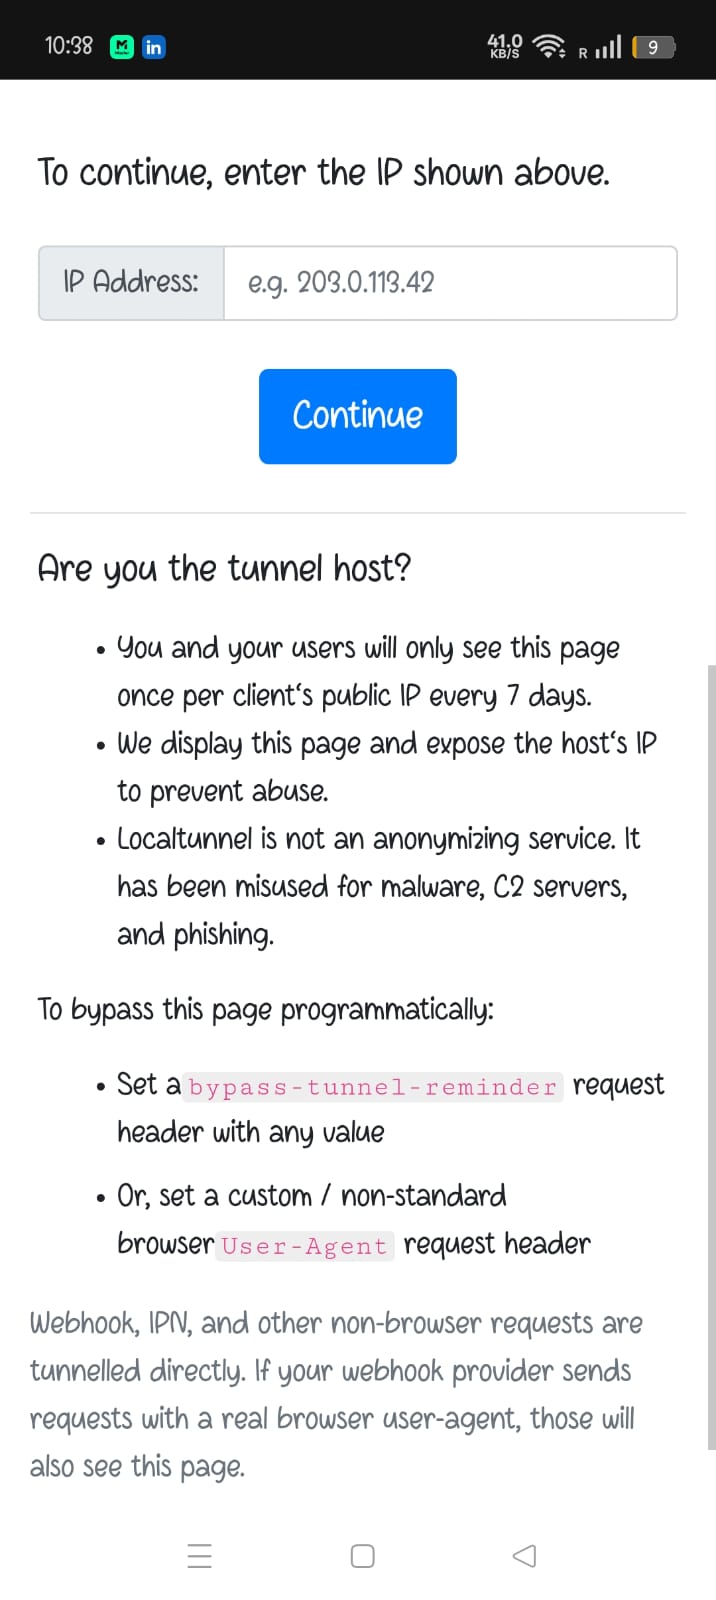 10:38
M
in
41.0
KB/S
R
9
To continue, enter the IP shown above.
IP Address:
e.g. 203.0.113.42
Continue
Are you the tunnel host?
• You and your users will only see this page
once per client's public IP every 7 days.
• We display this page and expose the host's IP
to prevent abuse.
• Localtunnel is not an anonymizing service. It
has been misused for malware, C2 servers,
and phishing.
To bypass this page programmatically:
• Set a bypass-tunnel-reminder request
header with any value
• Or, set a custom / non-standard
browser User-Agent request header
Webhook, IPN, and other non-browser requests are
tunnelled directly. If your webhook provider sends
requests with a real browser user-agent, those will
also see this page.